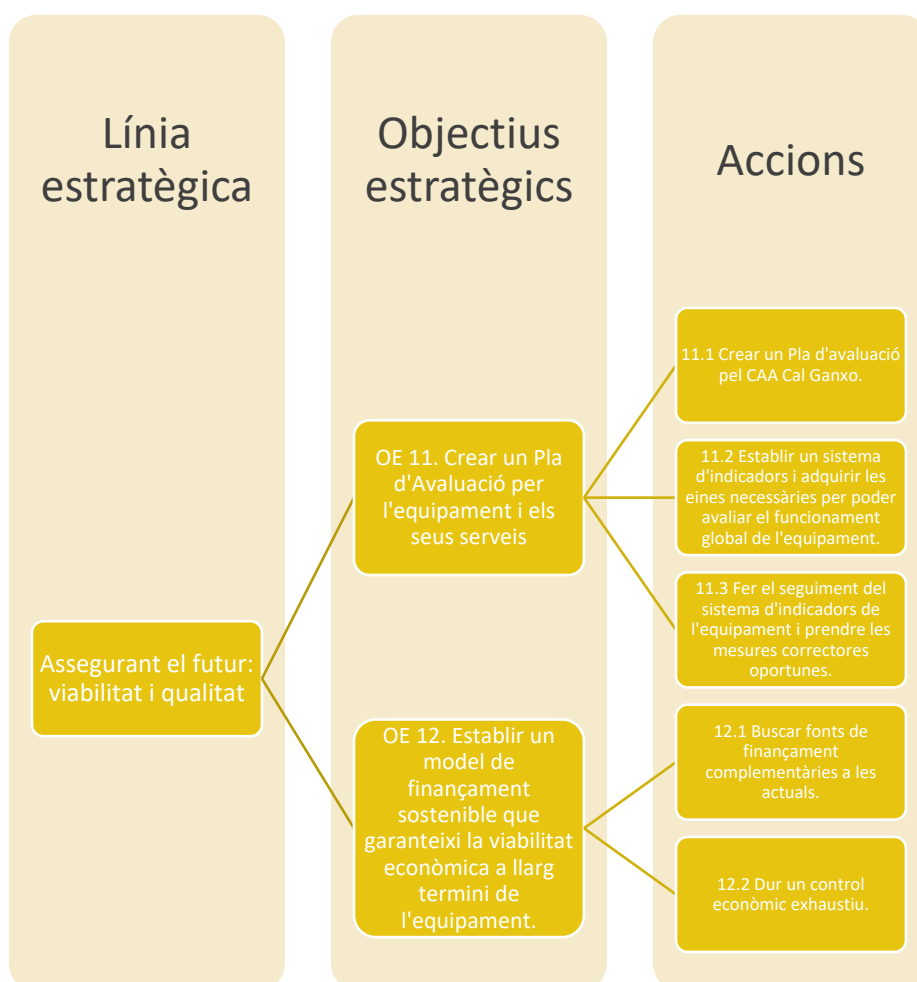 Línia
estratègica
Objectius
estratègics
Accions
Assegurant el futur:
viabilitat i qualitat
OE 11. Crear un Pla
d'Avaluació per
l'equipament i els
seus serveis
11.1 Crear un Pla d'avaluació
pel CAA Cal Ganxo.
11.2 Establir un sistema
d'indicadors i adquirir les
eines necessàries per poder
avaliar el funcionament
global de l'equipament.
11.3 Fer el seguiment del
sistema d'indicadors de
l'equipament i prendre les
mesures correctores
oportunes.
OE 12. Establir un
model de
finançament
sostenible que
garanteixi la viabilitat
econòmica a llarg
termini de
l'equipament.
12.1 Buscar fonts de
finançament
complementàries a les
actuals.
12.2 Dur un control
econòmic exhaustiu.